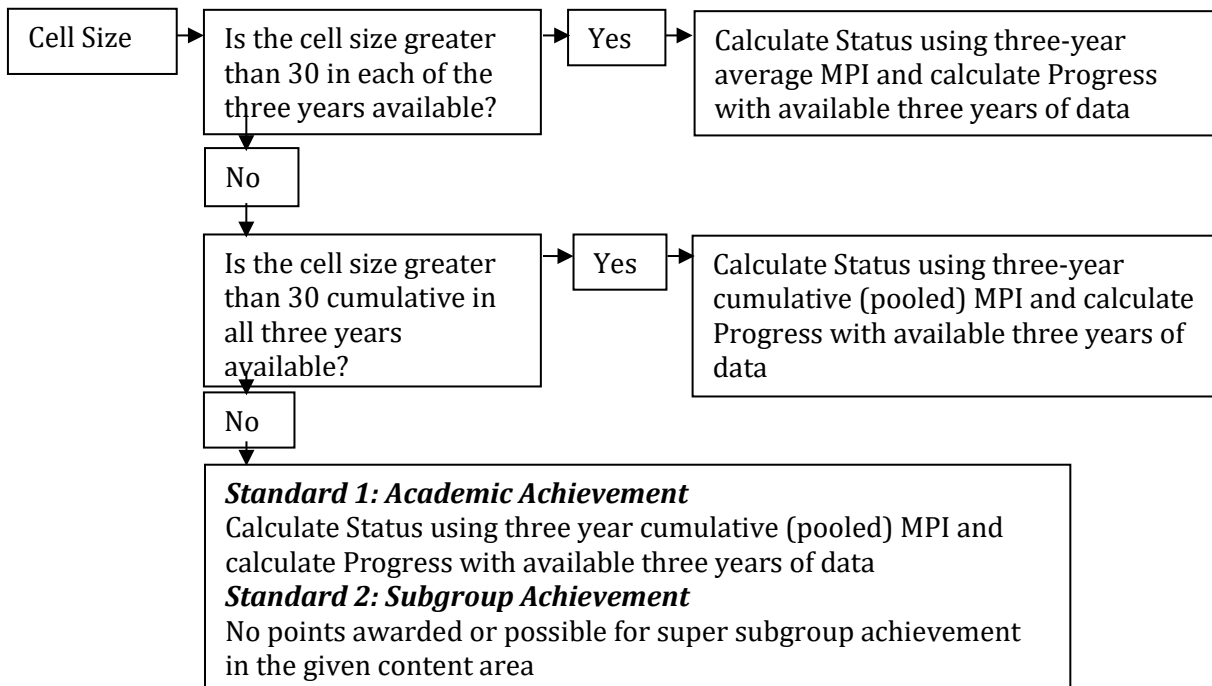 Cell Size
Is the cell size greater
than 30 in each of the
three years available?
Yes
Calculate Status using three-year
average MPI and calculate Progress
with available three years of data
No
Is the cell size greater
than 30 cumulative in
all three years
available?
Yes
Calculate Status using three-year
cumulative (pooled) MPI and calculate
Progress with available three years of
data
No
Standard 1: Academic Achievement
Calculate Status using three year cumulative (pooled) MPI and
calculate Progress with available three years of data
Standard 2: Subgroup Achievement
No points awarded or possible for super subgroup achievement
in the given content area